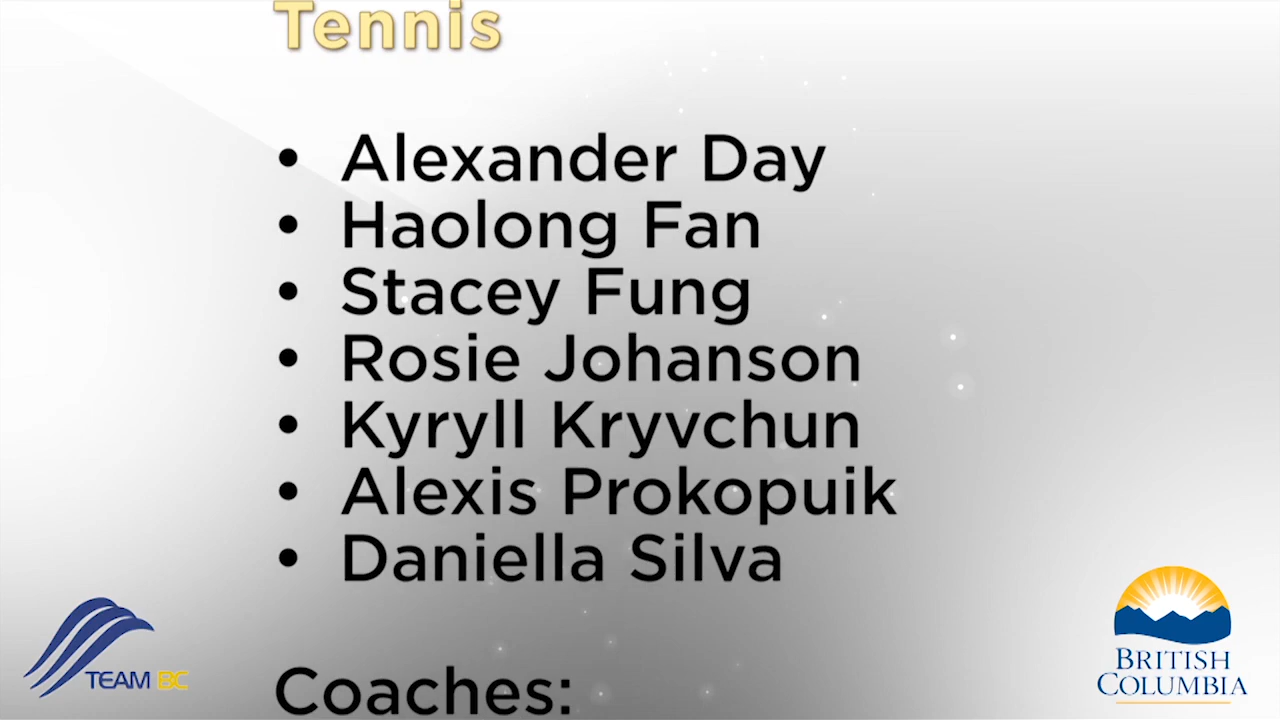 Tennis
• Alexander Day
• Haolong Fan
• Stacey Fung
• Rosie Johanson
• Kyryll Kryvchun
• Alexis Prokopuik
• Daniella Silva
Coaches:
TEAM BC
BRITISH
COLUMBIA